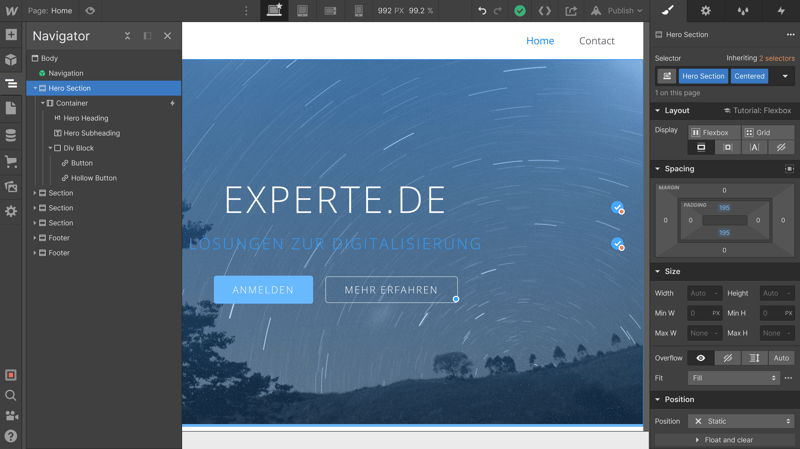 Page: Home
992 PX 99.2 %
Publish
Navigator
Body
Navigation
Hero Section
Container
H1 Hero Heading
Hero Subheading
Div Block
Button
Hollow Button
Section
Section
Section
Footer
Footer
Home Contact
EXPERTE.DE
LÖSUNGEN ZUR DIGITALISIERUNG
ANMELDEN
MEHR ERFAHREN
Hero Section
Selector Inheriting 2 selectors
Hero Section Centered
1 on this page
Layout Tutorial: Flexbox
Display Flexbox Grid
Spacing
MARGIN 0
PADDING 195
0 0 0 0
195
0
Size
Width Auto - Height Auto -
Min W 0 PX Min H 0 PX
Max W None - Max H None -
Overflow Auto
Fit Fill
Position
Position Static
Float and clear